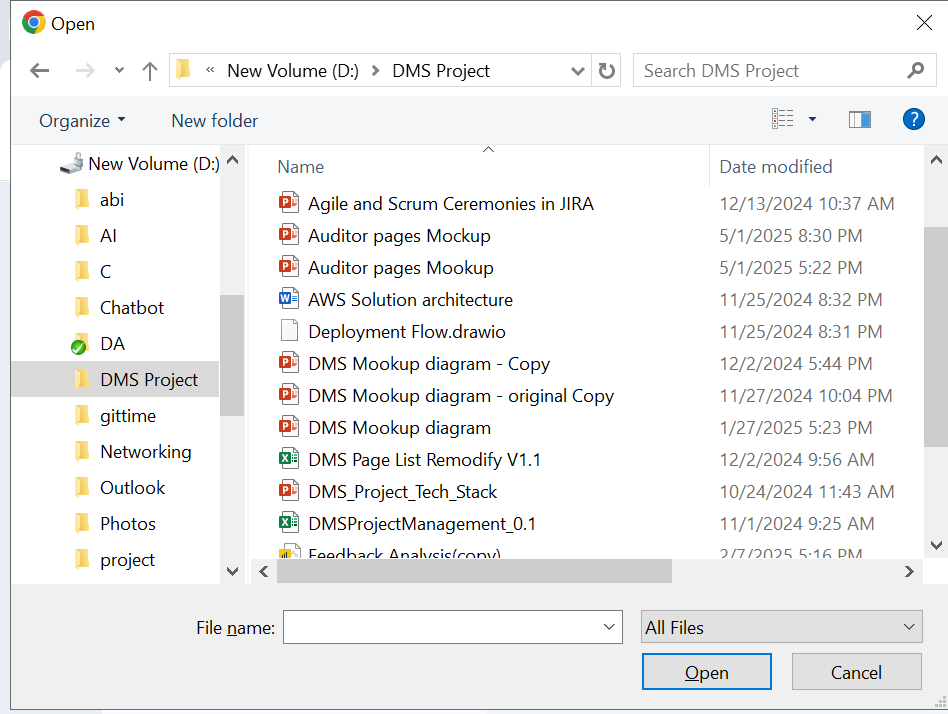 Open
« New Volume (D:) > DMS Project
Search DMS Project
Organize
New folder
?
New Volume (D:)
abi
AI
C
Chatbot
DA
DMS Project
gittime
Networking
Outlook
Photos
project
Name Date modified
Agile and Scrum Ceremonies in JIRA 12/13/2024 10:37 AM
Auditor pages Mockup 5/1/2025 8:30 PM
Auditor pages Mookup 5/1/2025 5:22 PM
AWS Solution architecture 11/25/2024 8:32 PM
Deployment Flow.drawio 11/25/2024 8:31 PM
DMS Mookup diagram - Copy 12/2/2024 5:44 PM
DMS Mookup diagram - original Copy 11/27/2024 10:04 PM
DMS Mookup diagram 1/27/2025 5:23 PM
DMS Page List Remodify V1.1 12/2/2024 9:56 AM
DMS_Project_Tech_Stack 10/24/2024 11:43 AM
DMSProjectManagement_0.1 11/1/2024 9:25 AM
Feedback Analysis(copy) 2/7/2025 5:16 PM
File name:
All Files
Open
Cancel